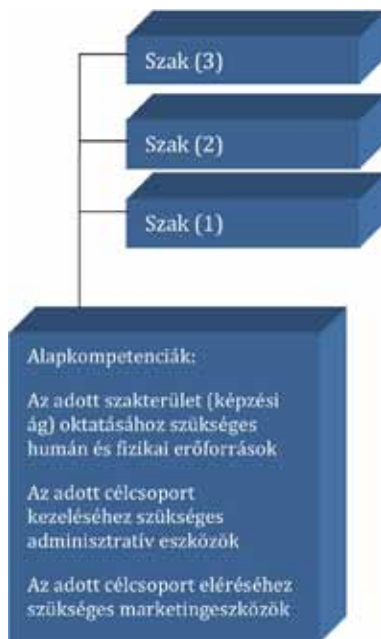 Szak (3)
Szak (2)
Szak (1)
Alapkompetenciák:
Az adott szakterület (képzési
ág) oktatásához szükséges
humán és fizikai erőforrások
Az adott célcsoport
kezeléséhez szükséges
adminisztratív eszközök
Az adott célcsoport eléréséhez
szükséges marketingeszközök